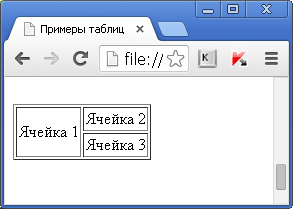 Примеры таблиц
file://
K
Ячейка 1
Ячейка 2
Ячейка 3